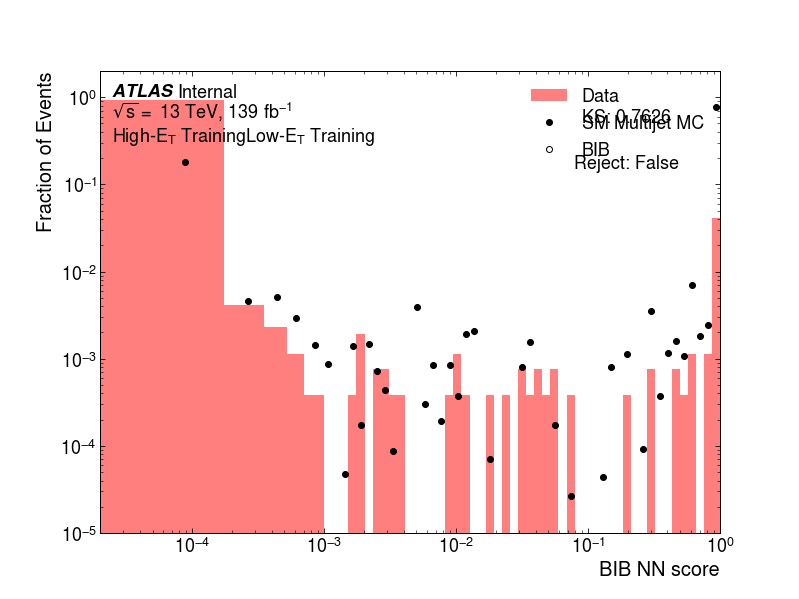 ATLAS Internal
√s = 13 TeV, 139 fb⁻¹
High-E_T TrainingLow-E_T Training
Data
KS: 0.7626
SM Multijet MC
BIB
Reject: False
Fraction of Events
10⁰
10⁻¹
10⁻²
10⁻³
10⁻⁴
10⁻⁵
10⁻⁴
10⁻³
10⁻²
10⁻¹
10⁰
BIB NN score